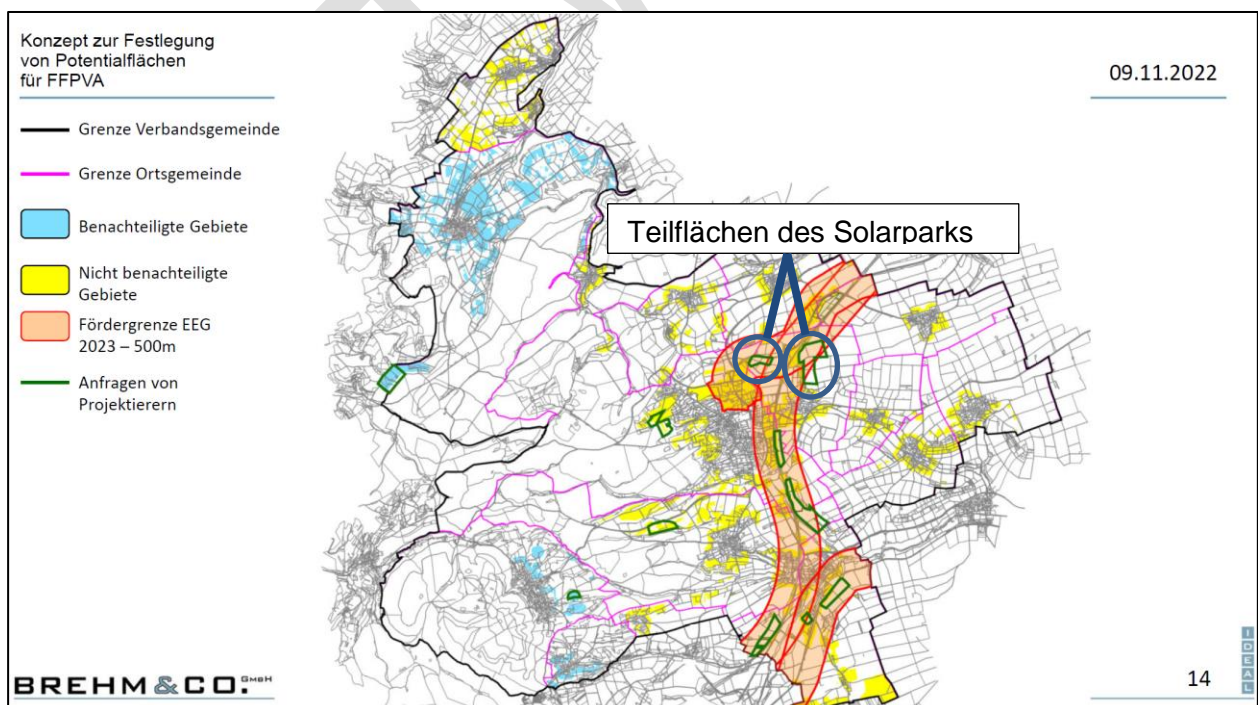 Konzept zur Festlegung
von Potentialflächen
für FFPVA
09.11.2022
Grenze Verbandsgemeinde
Grenze Ortsgemeinde
Benachteiligte Gebiete
Nicht benachteiligte
Gebiete
Fördergrenze EEG
2023 – 500m
Anfragen von
Projektierern
Teilflächen des Solarparks
BREHM & CO. GmbH
14
IDEAL